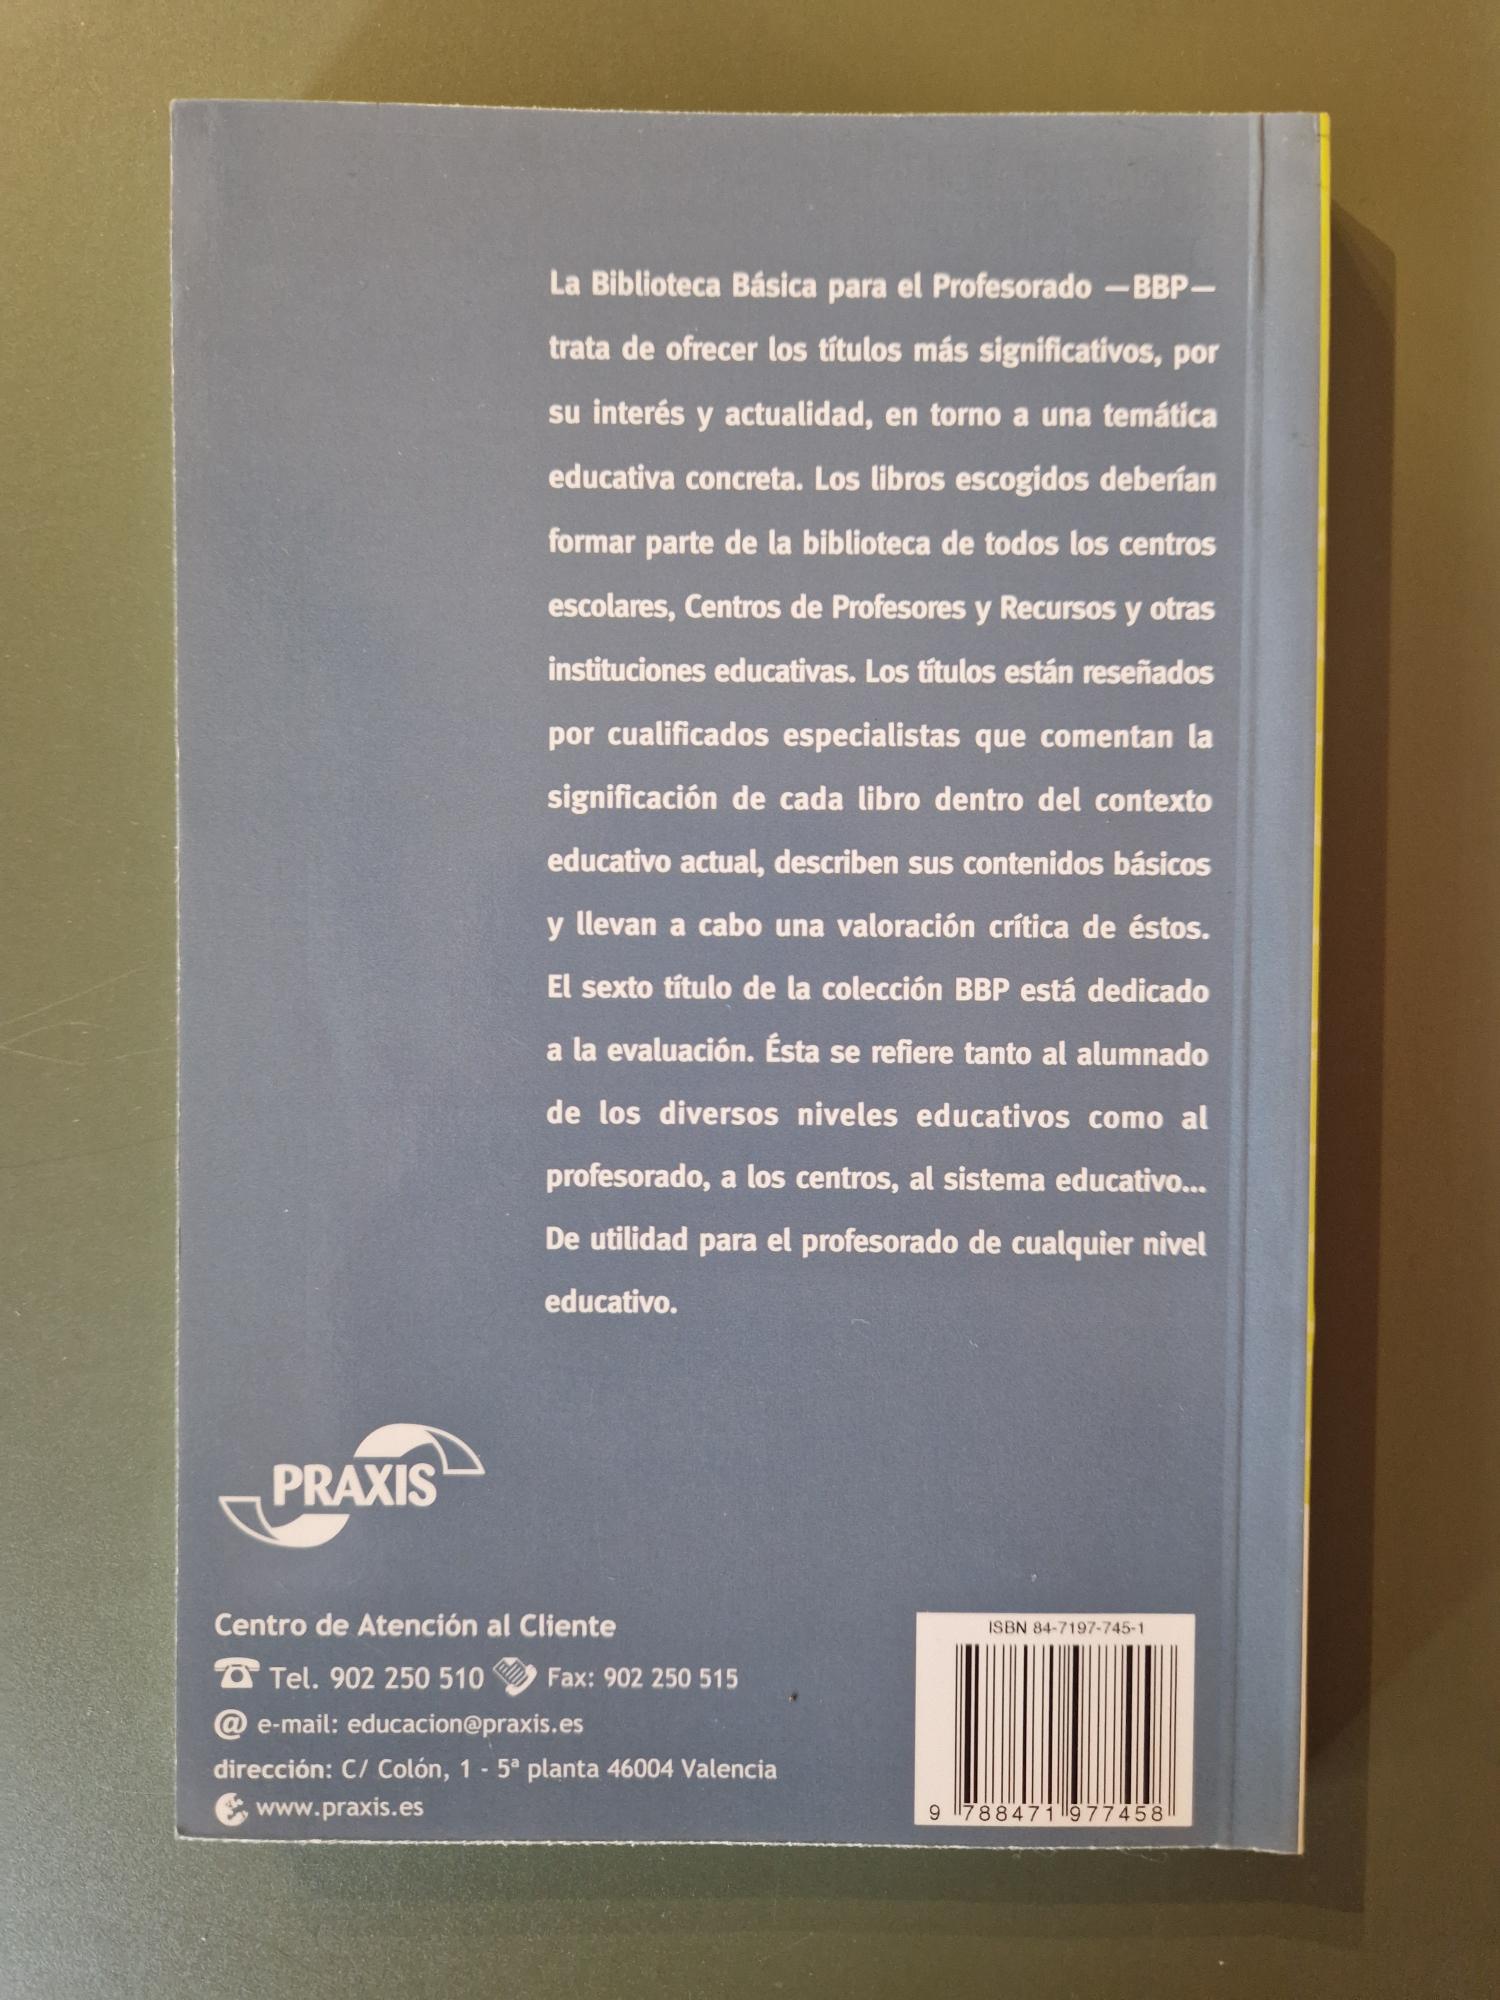 La Biblioteca Básica para el Profesorado —BBP—
trata de ofrecer los títulos más significativos, por
su interés y actualidad, en torno a una temática
educativa concreta. Los libros escogidos deberían
formar parte de la biblioteca de todos los centros
escolares, Centros de Profesores y Recursos y otras
instituciones educativas. Los títulos están reseñados
por cualificados especialistas que comentan la
significación de cada libro dentro del contexto
educativo actual, describen sus contenidos básicos
y llevan a cabo una valoración crítica de éstos.
El sexto título de la colección BBP está dedicado
a la evaluación. Ésta se refiere tanto al alumnado
de los diversos niveles educativos como al
profesorado, a los centros, al sistema educativo...
De utilidad para el profesorado de cualquier nivel
educativo.
PRAXIS
Centro de Atención al Cliente
Tel. 902 250 510 Fax: 902 250 515
@ e-mail: educacion@praxis.es
dirección: C/ Colón, 1 - 5ª planta 46004 Valencia
www.praxis.es
ISBN 84-7197-745-1
9 788471 977458